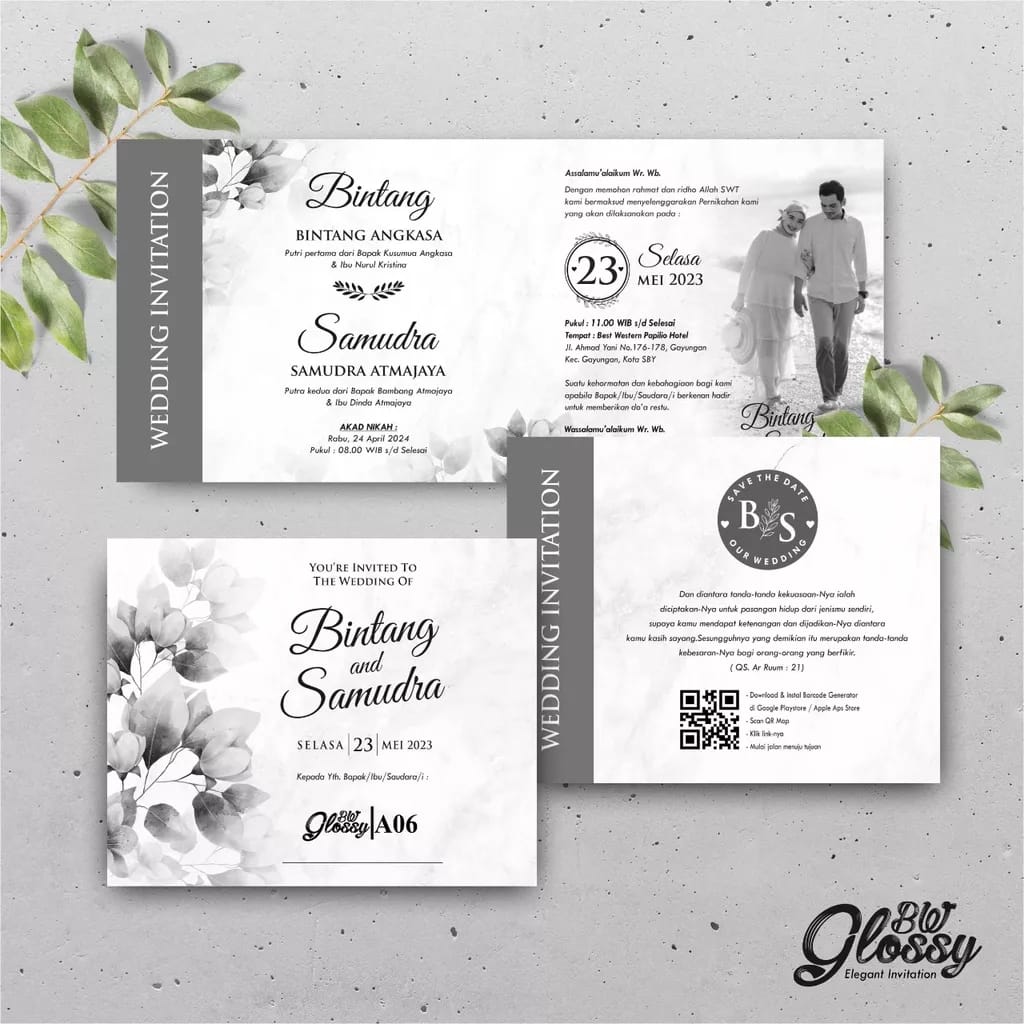 WEDDING INVITATION
Bintang
BINTANG ANGKASA
Putri pertama dari Bapak Kusumua Angkasa
& Ibu Nurul Kristina
Samudra
SAMUDRA ATMAJAYA
Putra kedua dari Bapak Bambang Atmajaya
& Ibu Dinda Atmajaya
AKAD NIKAH :
Rabu, 24 April 2024
Pukul : 08.00 WIB s/d Selesai
Assalamu'alaikum Wr. Wb.
Dengan memohon rahmat dan ridho Allah SWT
kami bermaksud menyelenggarakan Pernikahan kami
yang akan dilaksanakan pada :
23
Selasa
MEI 2023
Pukul : 11.00 WIB s/d Selesai
Tempat : Best Western Papilio Hotel
Jl. Ahmad Yani No.176-178, Gayungan
Kec. Gayungan, Kota SBY
Suatu kehormatan dan kebahagiaan bagi kami
apabila Bapak/Ibu/Saudara/i berkenan hadir
untuk memberikan do'a restu.
Wassalamu'alaikum Wr. Wb.
Bintang
WEDDING INVITATION
SAVE THE DATE
B S
OUR WEDDING
Dan diantara tanda-tanda kekuasaan-Nya ialah
diciptakan-Nya untuk pasangan hidup dari jenismu sendiri,
supaya kamu mendapat ketenangan dan dijadikan-Nya diantara
kamu kasih sayang.Sesungguhnya yang demikian itu merupakan tanda-tanda
kebesaran-Nya bagi orang-orang yang berfikir.
( QS. Ar Ruum : 21)
- Download & Instal Barcode Generator
di Google Playstore / Apple Aps Store
- Scan QR Map
- Klik link-nya
- Mulai jalan menuju tujuan
YOU'RE INVITED TO
THE WEDDING OF
Bintang
and
Samudra
SELASA | 23 | MEI 2023
Kepada Yth. Bapak/Ibu/Saudara/i :
BW Glossy|A06
BW
Glossy
Elegant Invitation